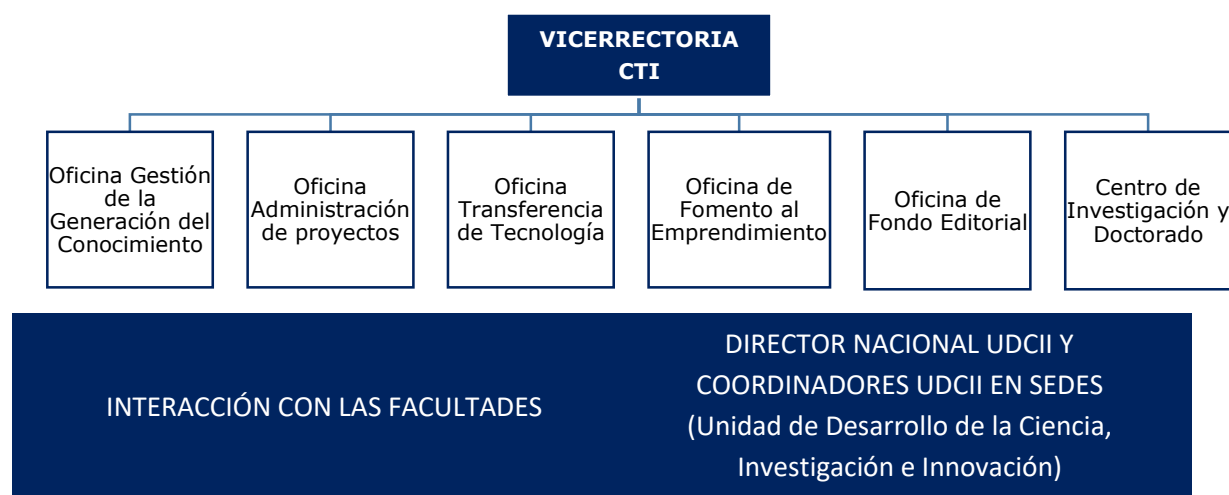 VICERRECTORIA
CTI
Oficina Gestión
de la
Generación del
Conocimiento
Oficina
Administración
de proyectos
Oficina
Transferencia
de Tecnología
Oficina de
Fomento al
Emprendimiento
Oficina de
Fondo Editorial
Centro de
Investigación y
Doctorado
INTERACCIÓN CON LAS FACULTADES
DIRECTOR NACIONAL UDCII Y
COORDINADORES UDCII EN SEDES
(Unidad de Desarrollo de la Ciencia,
Investigación e Innovación)